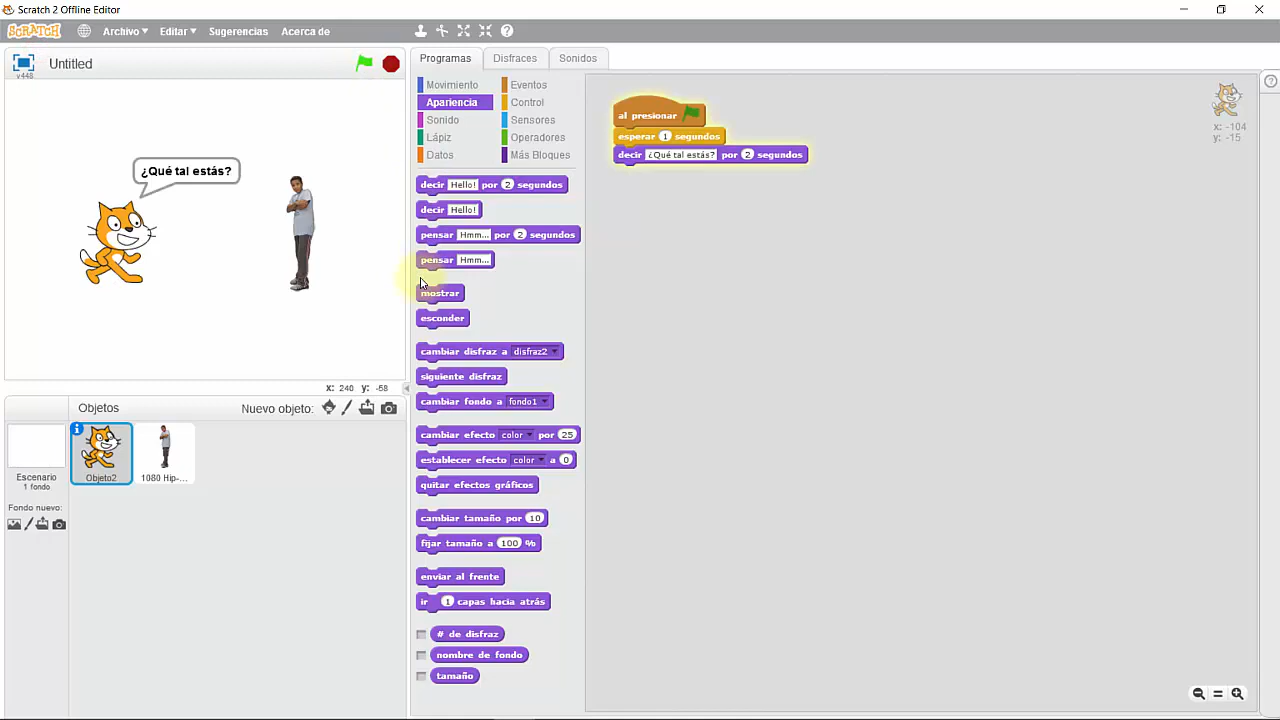 Scratch 2 Offline Editor
SCRATCH
Archivo
Editar
Sugerencias
Acerca de
v448
Untitled
Programas
Disfraces
Sonidos
Movimiento
Eventos
Apariencia
Control
Sonido
Sensores
Lápiz
Operadores
Datos
Más Bloques
¿Qué tal estás?
decir Hello! por 2 segundos
decir Hello!
pensar Hmm... por 2 segundos
pensar Hmm...
mostrar
esconder
cambiar disfraz a disfraz2
siguiente disfraz
cambiar fondo a fondo1
cambiar efecto color por 25
establecer efecto color a 0
quitar efectos gráficos
cambiar tamaño por 10
fijar tamaño a 100 %
enviar al frente
ir 1 capas hacia atrás
# de disfraz
nombre de fondo
tamaño
al presionar
esperar 1 segundos
decir ¿Qué tal estás? por 2 segundos
x: -104
y: -15
x: 240 y: -58
Objetos
Nuevo objeto:
Escenario
1 fondo
Fondo nuevo:
Objeto2
1080 Hip-...